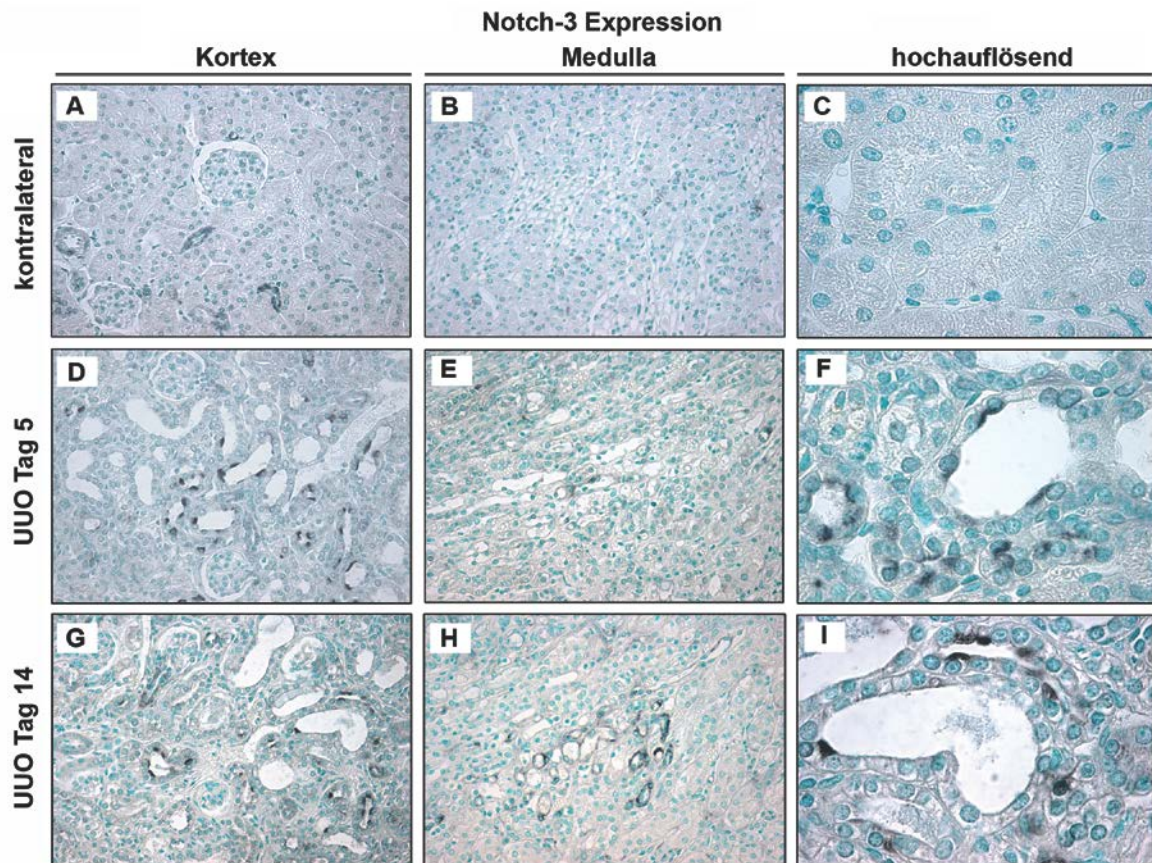 Notch-3 Expression
Kortex Medulla hochauflösend
kontralateral
A B C
UUO Tag 5
D E F
UUO Tag 14
G H I